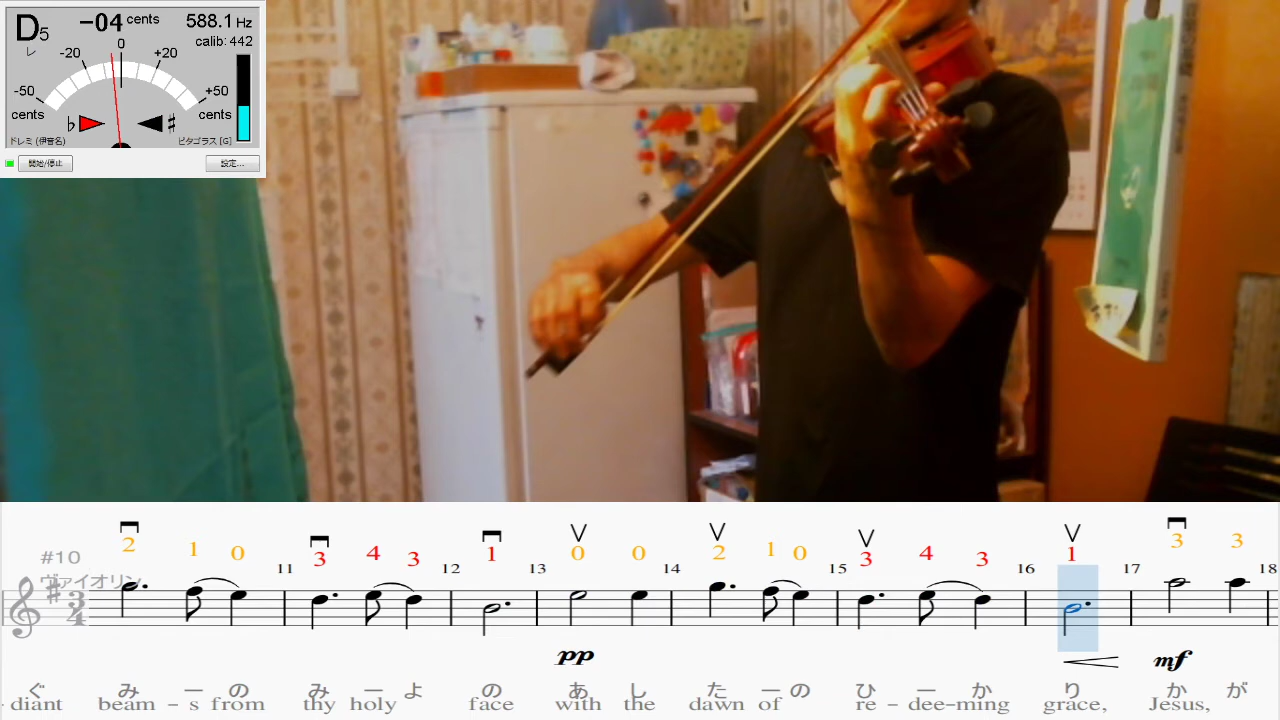 D5 -04 cents 588.1 Hz
レ calib: 442
-50 cents -20 0 +20 +50 cents
♭ ♯
ドレミ (伊音名) ピタゴラス [G]
開始/停止 設定...
2 1 0 3 4 3 1 0 0 2 1 0 3 4 3 1 3 3
#10 11 12 13 14 15 16 17 18
ヴァイオリン
3/4
pp mf
ぐ み ー の み ー よ の あ し た ー の ひ ー か り か が
- diant beam - s from thy holy face with the dawn of re - dee-ming grace, Jesus,